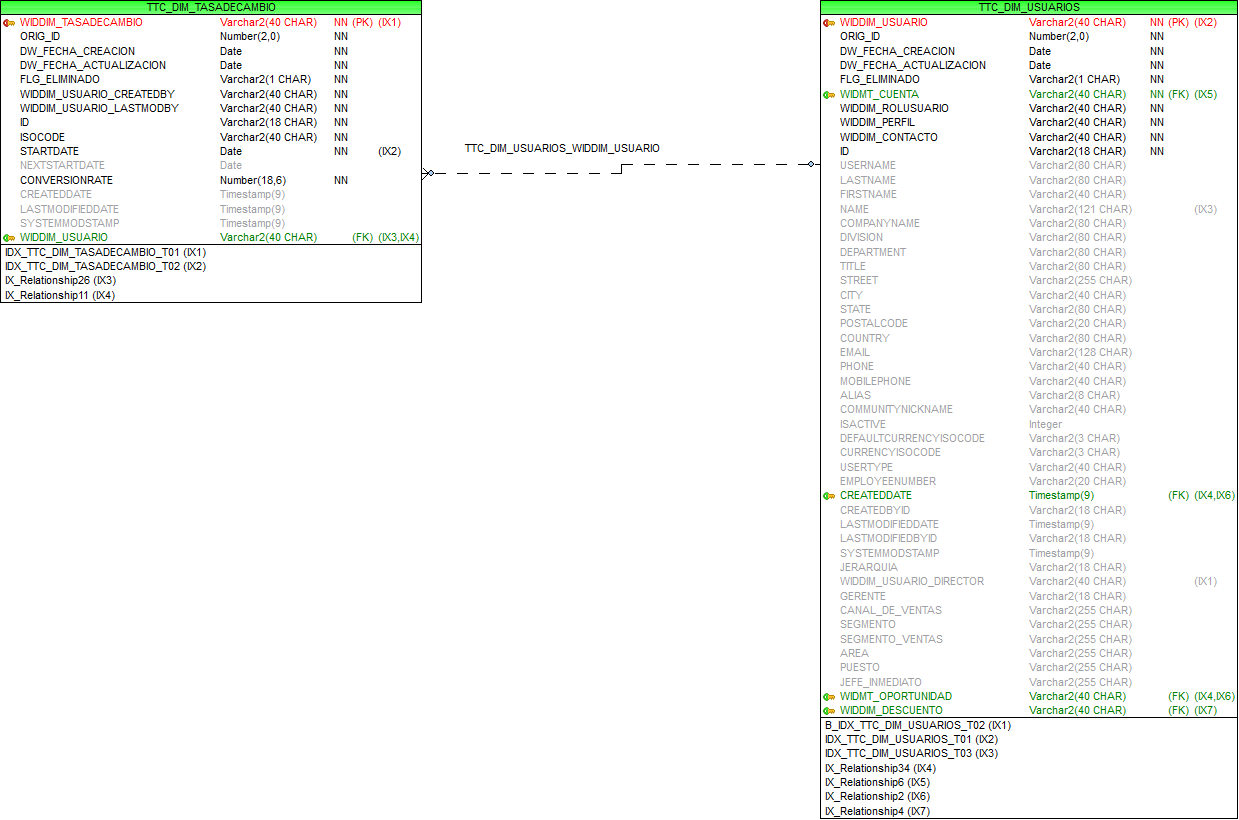 TTC_DIM_TASADECAMBIO
WIDDIM_TASADECAMBIO Varchar2(40 CHAR) NN (PK) (IX1)
ORIG_ID Number(2,0) NN
DW_FECHA_CREACION Date NN
DW_FECHA_ACTUALIZACION Date NN
FLG_ELIMINADO Varchar2(1 CHAR) NN
WIDDIM_USUARIO_CREATEDBY Varchar2(40 CHAR) NN
WIDDIM_USUARIO_LASTMODBY Varchar2(40 CHAR) NN
ID Varchar2(18 CHAR) NN
ISOCODE Varchar2(40 CHAR) NN
STARTDATE Date NN (IX2)
NEXTSTARTDATE Date
CONVERSIONRATE Number(18,6) NN
CREATEDDATE Timestamp(9)
LASTMODIFIEDDATE Timestamp(9)
SYSTEMMODSTAMP Timestamp(9)
WIDDIM_USUARIO Varchar2(40 CHAR) (FK) (IX3,IX4)
IDX_TTC_DIM_TASADECAMBIO_T01 (IX1)
IDX_TTC_DIM_TASADECAMBIO_T02 (IX2)
IX_Relationship26 (IX3)
IX_Relationship11 (IX4)
TTC_DIM_USUARIOS_WIDDIM_USUARIO
TTC_DIM_USUARIOS
WIDDIM_USUARIO Varchar2(40 CHAR) NN (PK) (IX2)
ORIG_ID Number(2,0) NN
DW_FECHA_CREACION Date NN
DW_FECHA_ACTUALIZACION Date NN
FLG_ELIMINADO Varchar2(1 CHAR) NN
WIDMT_CUENTA Varchar2(40 CHAR) NN (FK) (IX5)
WIDDIM_ROLUSUARIO Varchar2(40 CHAR) NN
WIDDIM_PERFIL Varchar2(40 CHAR) NN
WIDDIM_CONTACTO Varchar2(40 CHAR) NN
ID Varchar2(18 CHAR) NN
USERNAME Varchar2(80 CHAR)
LASTNAME Varchar2(80 CHAR)
FIRSTNAME Varchar2(40 CHAR)
NAME Varchar2(121 CHAR) (IX3)
COMPANYNAME Varchar2(80 CHAR)
DIVISION Varchar2(80 CHAR)
DEPARTMENT Varchar2(80 CHAR)
TITLE Varchar2(80 CHAR)
STREET Varchar2(255 CHAR)
CITY Varchar2(40 CHAR)
STATE Varchar2(80 CHAR)
POSTALCODE Varchar2(20 CHAR)
COUNTRY Varchar2(80 CHAR)
EMAIL Varchar2(128 CHAR)
PHONE Varchar2(40 CHAR)
MOBILEPHONE Varchar2(40 CHAR)
ALIAS Varchar2(8 CHAR)
COMMUNITYNICKNAME Varchar2(40 CHAR)
ISACTIVE Integer
DEFAULTCURRENCYISOCODE Varchar2(3 CHAR)
CURRENCYISOCODE Varchar2(3 CHAR)
USERTYPE Varchar2(40 CHAR)
EMPLOYEENUMBER Varchar2(20 CHAR)
CREATEDDATE Timestamp(9) (FK) (IX4,IX6)
CREATEDBYID Varchar2(18 CHAR)
LASTMODIFIEDDATE Timestamp(9)
LASTMODIFIEDBYID Varchar2(18 CHAR)
SYSTEMMODSTAMP Timestamp(9)
JERARQUIA Varchar2(18 CHAR)
WIDDIM_USUARIO_DIRECTOR Varchar2(40 CHAR) (IX1)
GERENTE Varchar2(18 CHAR)
CANAL_DE_VENTAS Varchar2(255 CHAR)
SEGMENTO Varchar2(255 CHAR)
SEGMENTO_VENTAS Varchar2(255 CHAR)
AREA Varchar2(255 CHAR)
PUESTO Varchar2(255 CHAR)
JEFE_INMEDIATO Varchar2(255 CHAR)
WIDMT_OPORTUNIDAD Varchar2(40 CHAR) (FK) (IX4,IX6)
WIDDIM_DESCUENTO Varchar2(40 CHAR) (FK) (IX7)
B_IDX_TTC_DIM_USUARIOS_T02 (IX1)
IDX_TTC_DIM_USUARIOS_T01 (IX2)
IDX_TTC_DIM_USUARIOS_T03 (IX3)
IX_Relationship34 (IX4)
IX_Relationship6 (IX5)
IX_Relationship2 (IX6)
IX_Relationship4 (IX7)